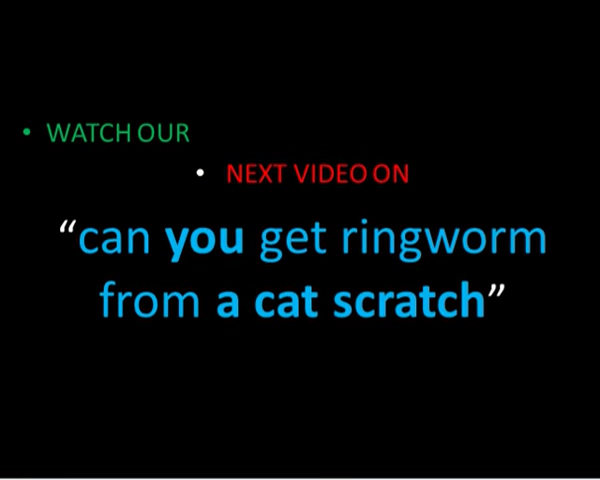 • WATCH OUR
• NEXT VIDEO ON
“can you get ringworm
from a cat scratch”